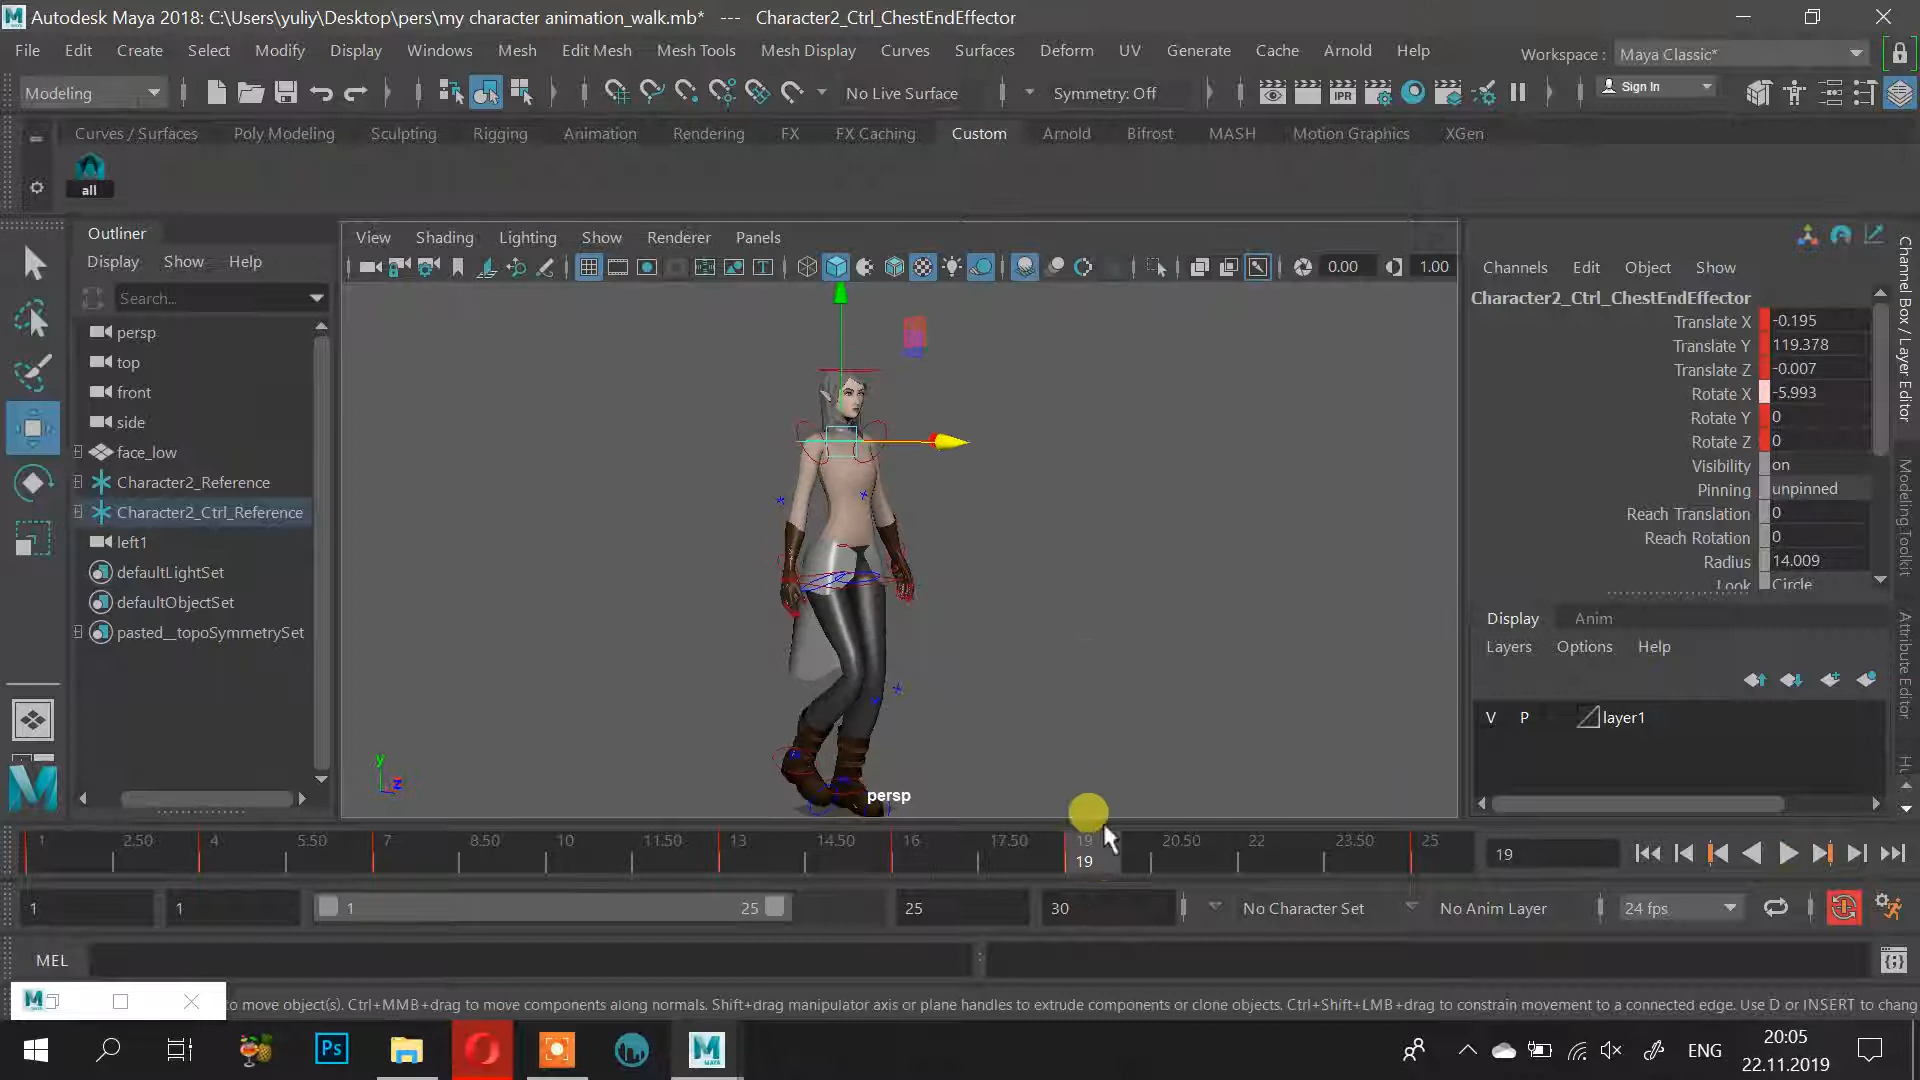 Autodesk Maya 2018: C:\Users\yuliy\Desktop\pers\my character animation_walk.mb* --- Character2_Ctrl_ChestEndEffector
File Edit Create Select Modify Display Windows Mesh Edit Mesh Mesh Tools Mesh Display Curves Surfaces Deform UV Generate Cache Arnold Help
Workspace : Maya Classic*
Modeling No Live Surface Symmetry: Off IPR Sign In
Curves / Surfaces Poly Modeling Sculpting Rigging Animation Rendering FX FX Caching Custom Arnold Bifrost MASH Motion Graphics XGen
all
Outliner
Display Show Help
Search...
persp
top
front
side
face_low
Character2_Reference
Character2_Ctrl_Reference
left1
defaultLightSet
defaultObjectSet
pasted__topoSymmetrySet
View Shading Lighting Show Renderer Panels
0.00 1.00
persp
y
z
Channels Edit Object Show
Character2_Ctrl_ChestEndEffector
Translate X -0.195
Translate Y 119.378
Translate Z -0.007
Rotate X -5.993
Rotate Y 0
Rotate Z 0
Visibility on
Pinning unpinned
Reach Translation 0
Reach Rotation 0
Radius 14.009
Look Circle
Display Anim
Layers Options Help
V P layer1
Channel Box / Layer Editor
Modeling Toolkit
Attribute Editor
1 2.50 4 5.50 7 8.50 10 11.50 13 14.50 16 17.50 19 20.50 22 23.50 25
19
19
1 1 1 25 25 30 No Character Set No Anim Layer 24 fps
MEL
to move object(s). Ctrl+MMB+drag to move components along normals. Shift+drag manipulator axis or plane handles to extrude components or clone objects. Ctrl+Shift+LMB+drag to constrain movement to a connected edge. Use D or INSERT to chang
Ps
ENG
20:05
22.11.2019